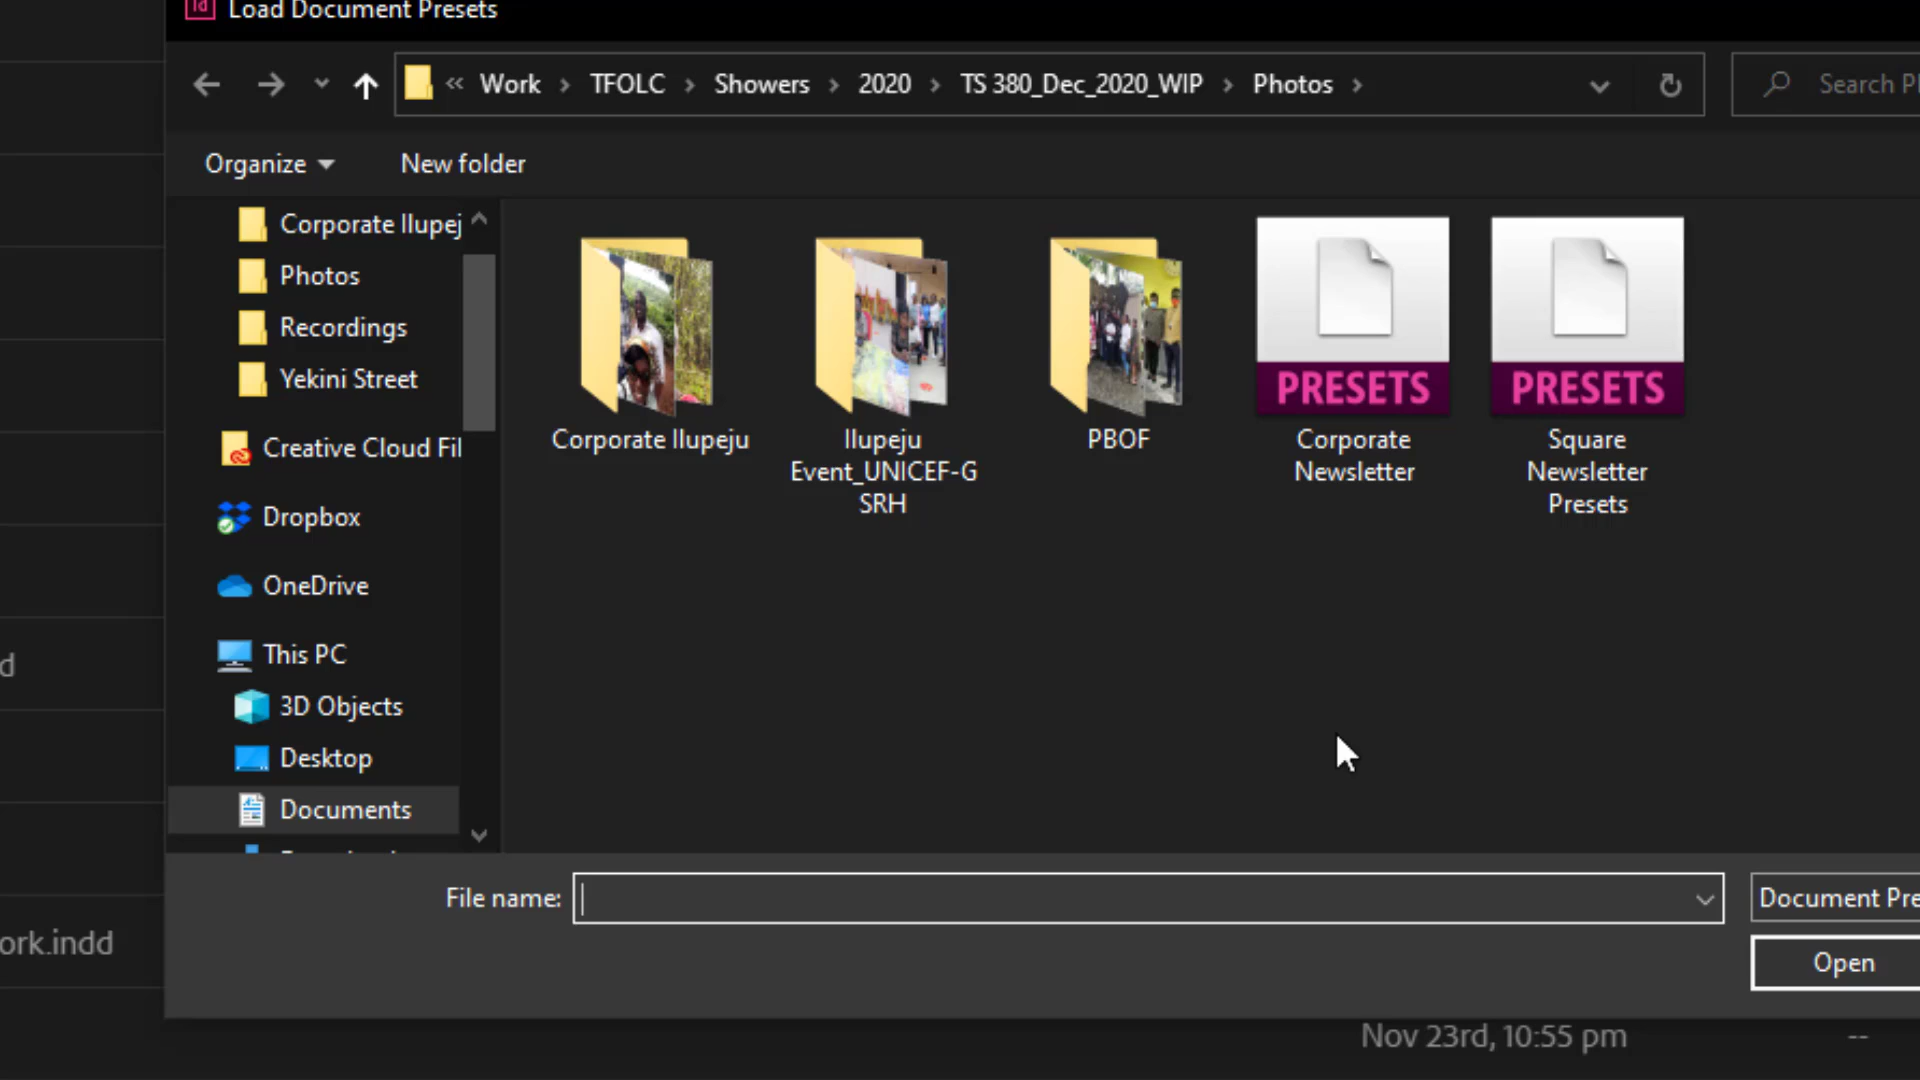 Id Load Document Presets
« Work > TFOLC > Showers > 2020 > TS 380_Dec_2020_WIP > Photos >
Search P
Organize
New folder
Corporate Ilupej
Photos
Recordings
Yekini Street
Creative Cloud Fil
Dropbox
OneDrive
This PC
3D Objects
Desktop
Documents
PRESETS
PRESETS
Corporate Ilupeju
Ilupeju
Event_UNICEF-G
SRH
PBOF
Corporate
Newsletter
Square
Newsletter
Presets
File name:
Document Pre
Open
d
ork.indd
Nov 23rd, 10:55 pm
--